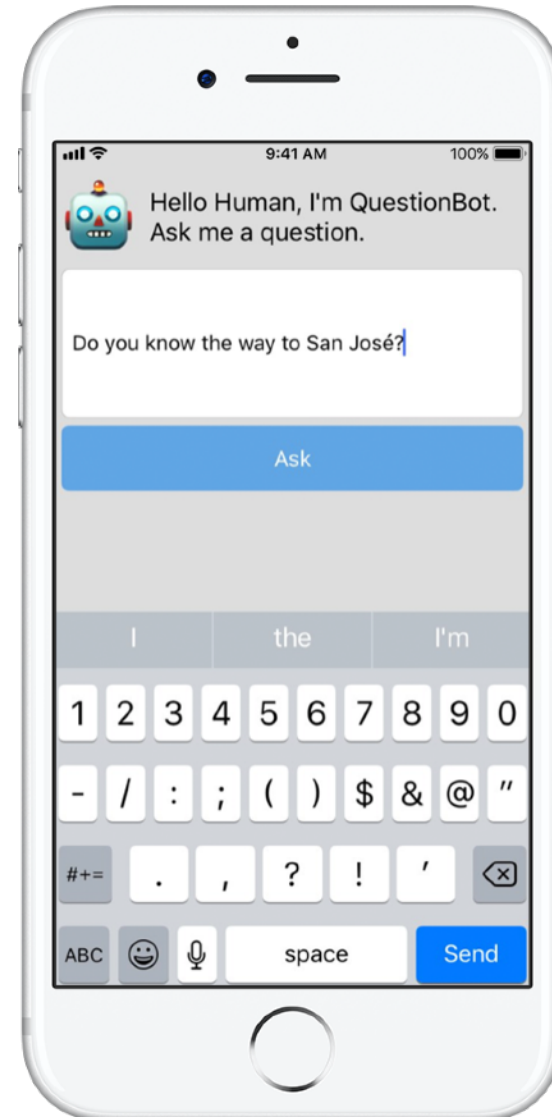 9:41 AM
100%
Hello Human, I'm QuestionBot.
Ask me a question.
Do you know the way to San José?
Ask
I the I'm
1 2 3 4 5 6 7 8 9 0
- / : ; ( ) $ & @ "
#+= . , ? ! '
ABC space Send